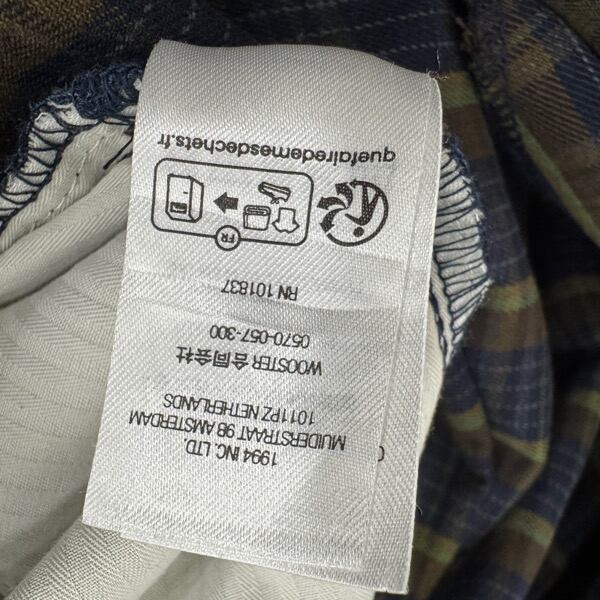 1994 INC. LTD.
MUIDERSTRAAT 9B AMSTERDAM
1011PZ NETHERLANDS
WOOSTER 合同会社
0570-057-300
RN 101837
FR
quefairedemesdechets.fr